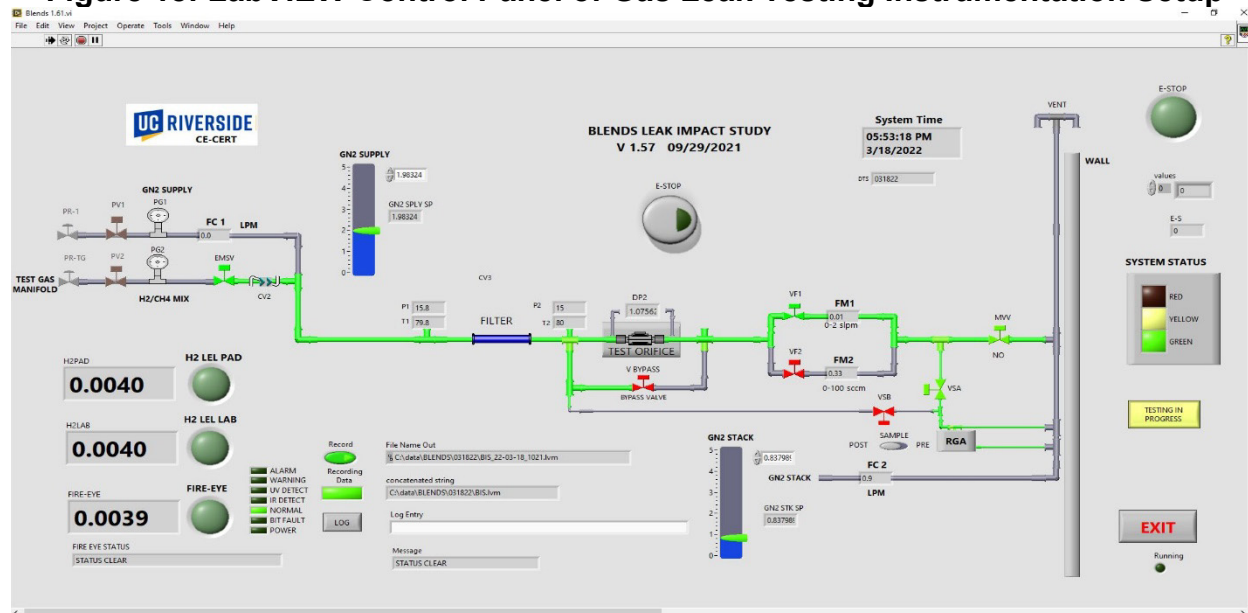 Figure 10: LabVIEW Control Panel of Gas Leak Testing Instrumentation Setup
Blends 1.61.vi
File Edit View Project Operate Tools Window Help
UC RIVERSIDE
CE-CERT
BLENDS LEAK IMPACT STUDY
V 1.57 09/29/2021
System Time
05:53:18 PM
3/18/2022
DTS 031822
E-STOP
VENT
WALL
E-STOP
values
0 0
E-S
0
SYSTEM STATUS
RED
YELLOW
GREEN
TESTING IN
PROGRESS
EXIT
Running
GN2 SUPPLY
5
4
3
2
1
0
1.98324
GN2 SPLY SP
1.98324
GN2 SUPPLY
PR-1 PV1 PG1
FC 1 LPM
0.0
PR-TG PV2 PG2 EMSV
TEST GAS
MANIFOLD
H2/CH4 MIX
CV2
CV3
P1 15.8
T1 79.8
FILTER
P2 15
T2 80
DP2
TEST ORIFICE
V BYPASS
BYPASS VALVE
VF1
FM1
0.01
0-2 slpm
VF2
FM2
0.33
0-100 sccm
MVV
NO
VSA
VSB
SAMPLE
POST PRE
RGA
GN2 STACK
5
4
3
2
1
0
GN2 STACK
FC 2
0.9
LPM
GN2 STK SP
H2PAD
0.0040
H2 LEL PAD
H2LAB
0.0040
H2 LEL LAB
FIRE-EYE
0.0039
FIRE-EYE
ALARM
WARNING
UV DETECT
IR DETECT
NORMAL
BIT FAULT
POWER
FIRE EYE STATUS
STATUS CLEAR
Record
Recording
Data
LOG
File Name Out
C:\data\BLENDS\031822\BIS_22-03-18_1021.lvm
concatenated string
C:\data\BLENDS\031822\BIS.lvm
Log Entry
Message
STATUS CLEAR